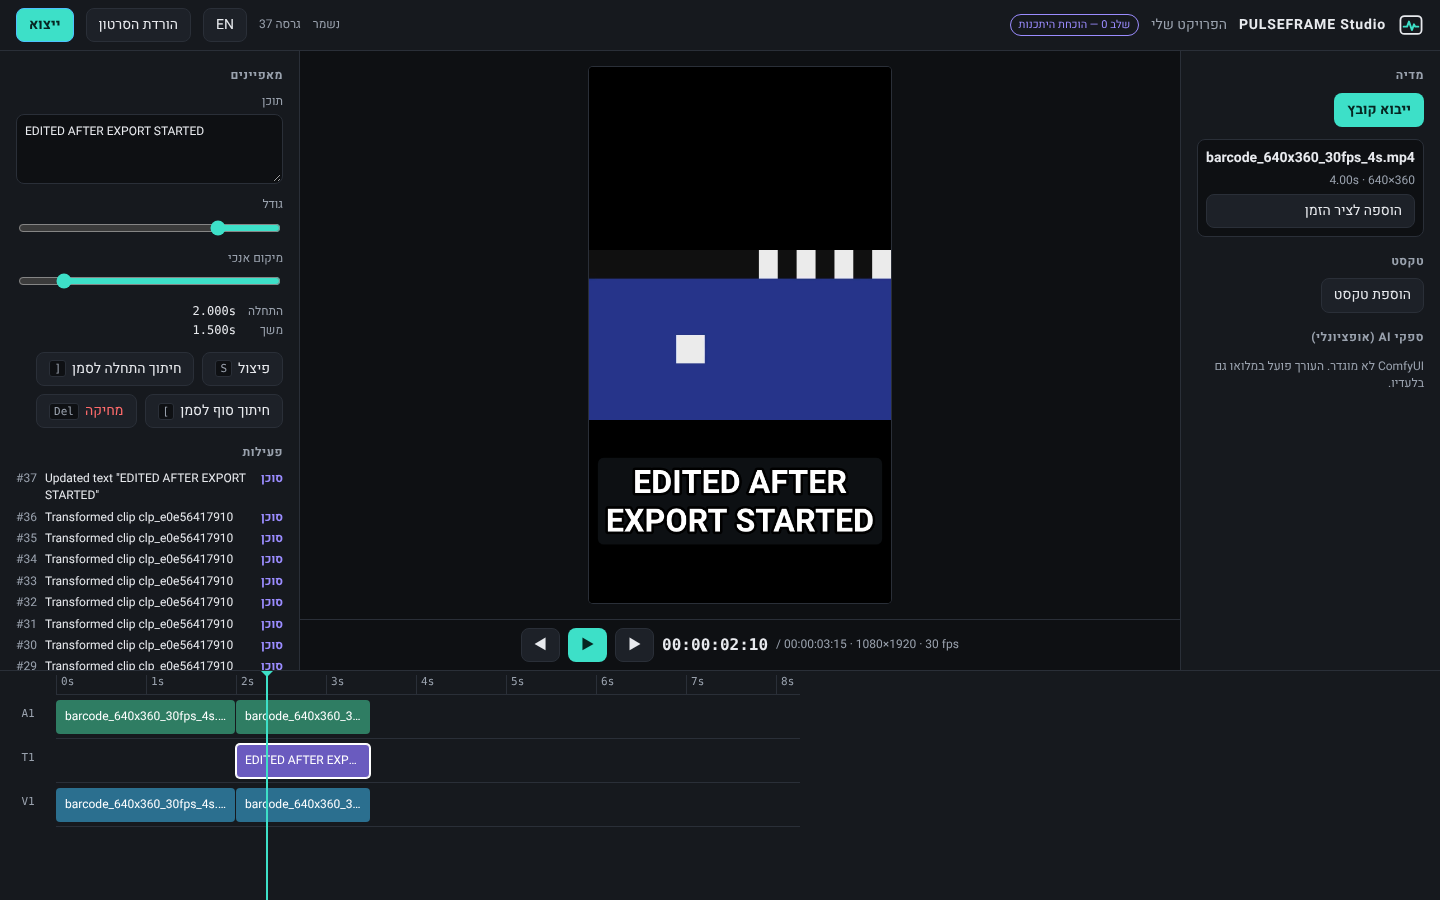 PULSEFRAME Studio
הפרויקט שלי
שלב 0 — הוכחת היתכנות
נשמר
גרסה 37
EN
הורדת הסרטון
ייצוא
מדיה
ייבוא קובץ
barcode_640x360_30fps_4s.mp4
4.00s · 640×360
הוספה לציר הזמן
טקסט
הוספת טקסט
ספקי AI (אופציונלי)
ComfyUI לא מוגדר. העורך פועל במלואו גם
בלעדיו.
EDITED AFTER
EXPORT STARTED
00:00:02:10 / 00:00:03:15 · 1080×1920 · 30 fps
מאפיינים
תוכן
EDITED AFTER EXPORT STARTED
גודל
מיקום אנכי
התחלה 2.000s
משך 1.500s
פיצול S
חיתוך התחלה לסמן [
חיתוך סוף לסמן ]
מחיקה Del
פעילות
סוכן Updated text "EDITED AFTER EXPORT
STARTED" #37
סוכן Transformed clip clp_e0e56417910 #36
סוכן Transformed clip clp_e0e56417910 #35
סוכן Transformed clip clp_e0e56417910 #34
סוכן Transformed clip clp_e0e56417910 #33
סוכן Transformed clip clp_e0e56417910 #32
סוכן Transformed clip clp_e0e56417910 #31
סוכן Transformed clip clp_e0e56417910 #30
סוכן Transformed clip clp_e0e56417910 #29
0s 1s 2s 3s 4s 5s 6s 7s 8s
A1 barcode_640x360_30fps_4s.… barcode_640x360_3…
T1 EDITED AFTER EXP…
V1 barcode_640x360_30fps_4s.… barcode_640x360_3…